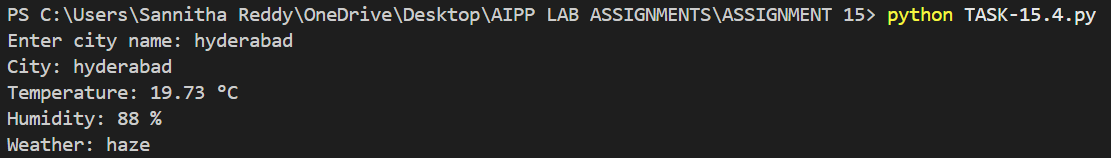 PS C:\Users\Sannitha Reddy\OneDrive\Desktop\AIPP LAB ASSIGNMENTS\ASSIGNMENT 15> python TASK-15.4.py
Enter city name: hyderabad
City: hyderabad
Temperature: 19.73 °C
Humidity: 88 %
Weather: haze